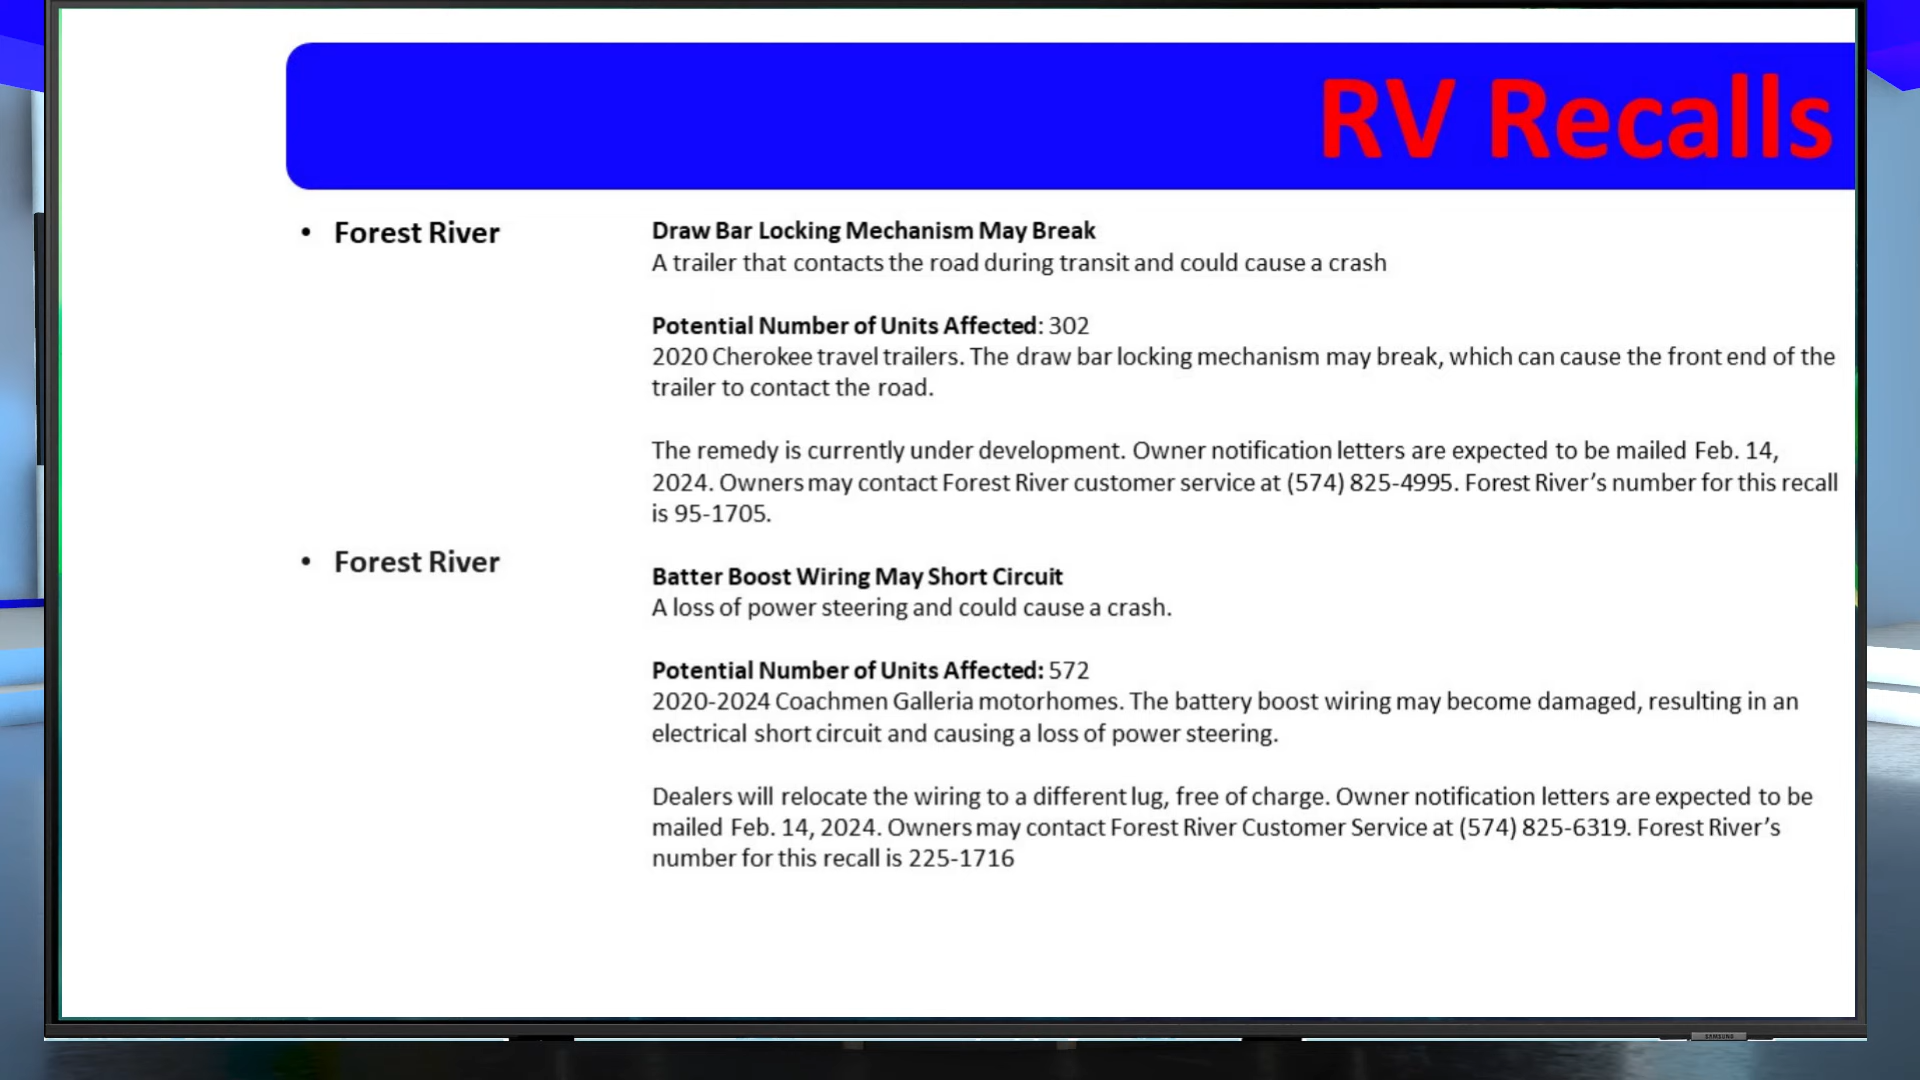 RV Recalls
• Forest River
Draw Bar Locking Mechanism May Break
A trailer that contacts the road during transit and could cause a crash
Potential Number of Units Affected: 302
2020 Cherokee travel trailers. The draw bar locking mechanism may break, which can cause the front end of the
trailer to contact the road.
The remedy is currently under development. Owner notification letters are expected to be mailed Feb. 14,
2024. Owners may contact Forest River customer service at (574) 825-4995. Forest River’s number for this recall
is 95-1705.
• Forest River
Batter Boost Wiring May Short Circuit
A loss of power steering and could cause a crash.
Potential Number of Units Affected: 572
2020-2024 Coachmen Galleria motorhomes. The battery boost wiring may become damaged, resulting in an
electrical short circuit and causing a loss of power steering.
Dealers will relocate the wiring to a different lug, free of charge. Owner notification letters are expected to be
mailed Feb. 14, 2024. Owners may contact Forest River Customer Service at (574) 825-6319. Forest River’s
number for this recall is 225-1716
SAMSUNG